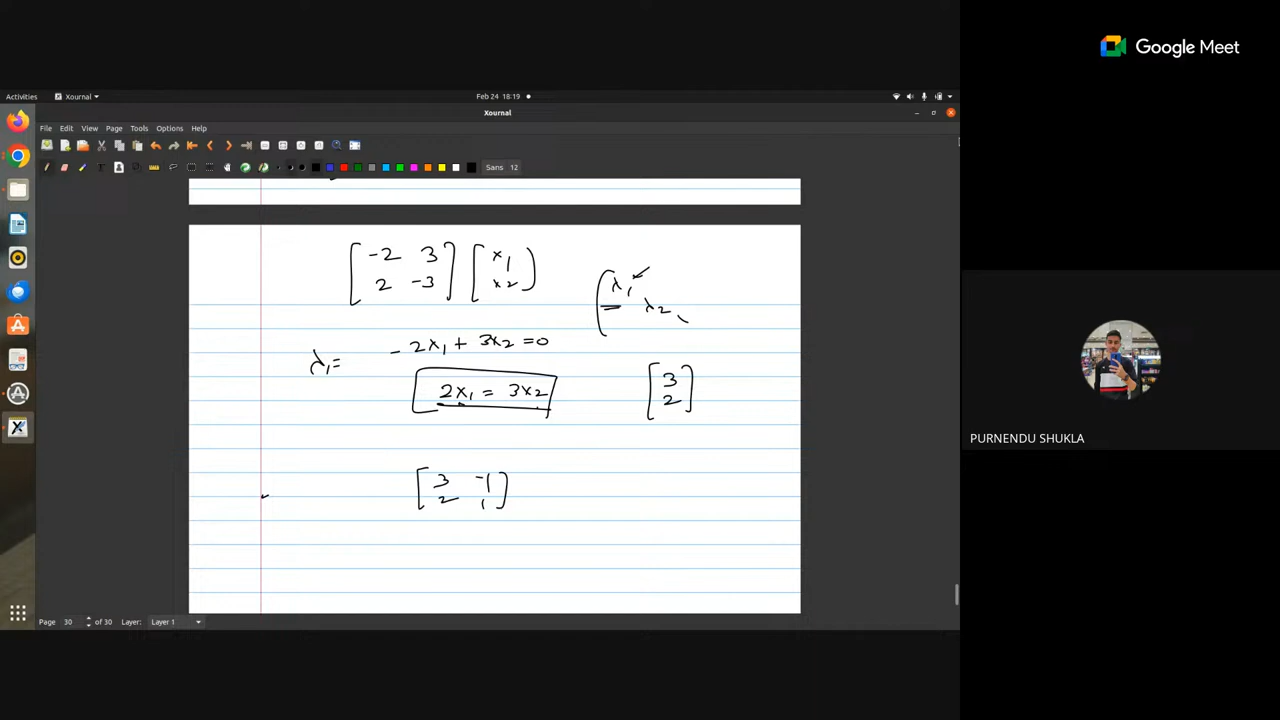 Google Meet
Activities Xournal Feb 24 18:19
Xournal
File Edit View Page Tools Options Help
Sans 12
-2 3 x1
2 -3 x2
λ1
λ2
-2x1 + 3x2 = 0
λ1=
2x1 = 3x2
3
2
3 -1
2 1
PURNENDU SHUKLA
Page 30 of 30 Layer: Layer 1